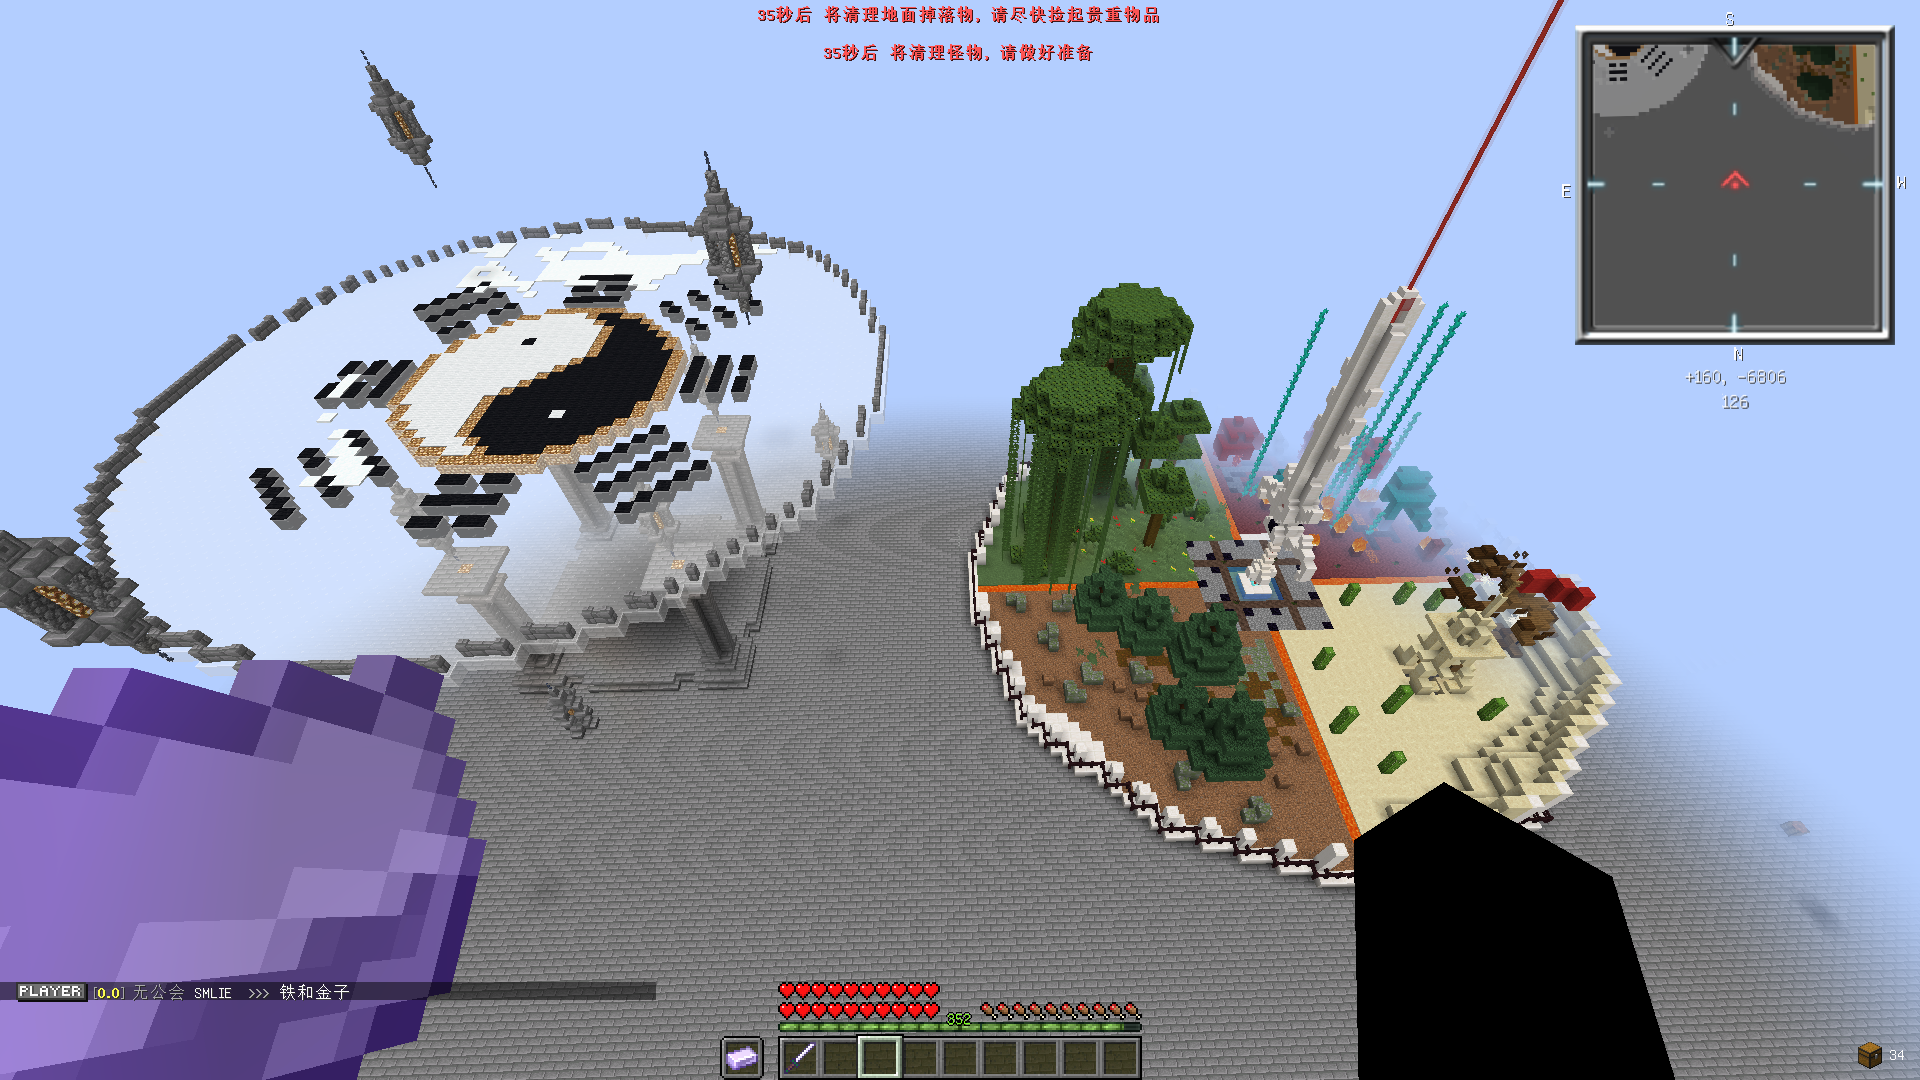 35秒后 将清理地面掉落物, 请尽快捡起贵重物品
35秒后 将清理怪物, 请做好准备
S
E
W
N
+160, -6806
126
PLAYER [0.0] 无公会 SMLIE >>> 铁和金子
852
34